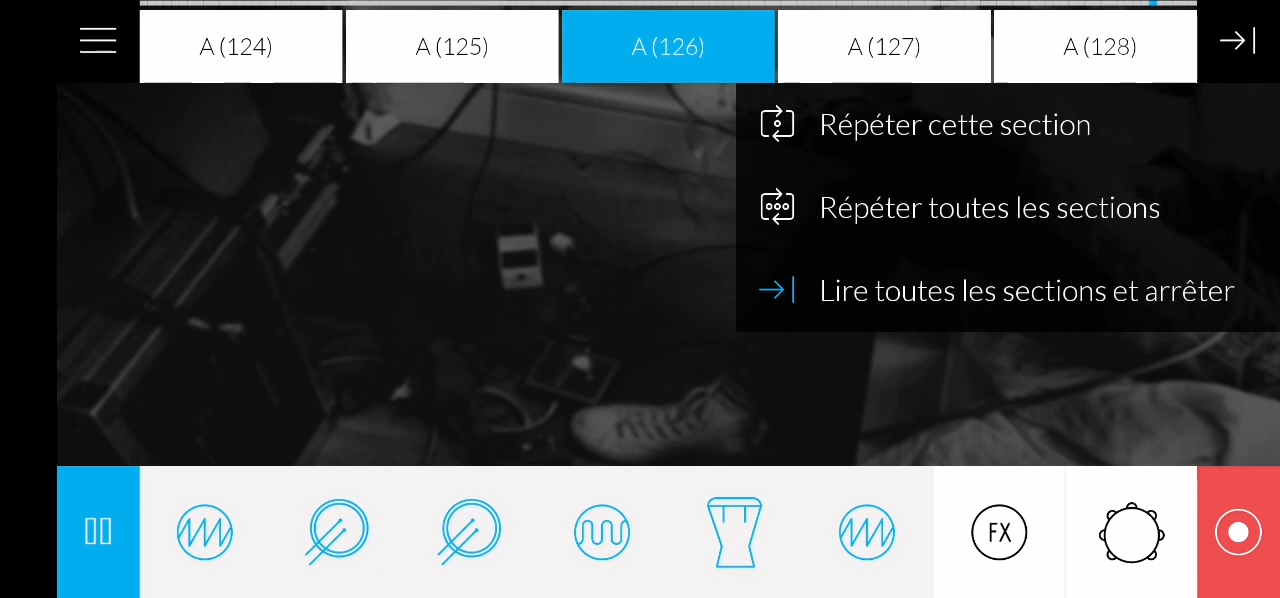 A (124)
A (125)
A (126)
A (127)
A (128)
Répéter cette section
Répéter toutes les sections
Lire toutes les sections et arrêter
FX